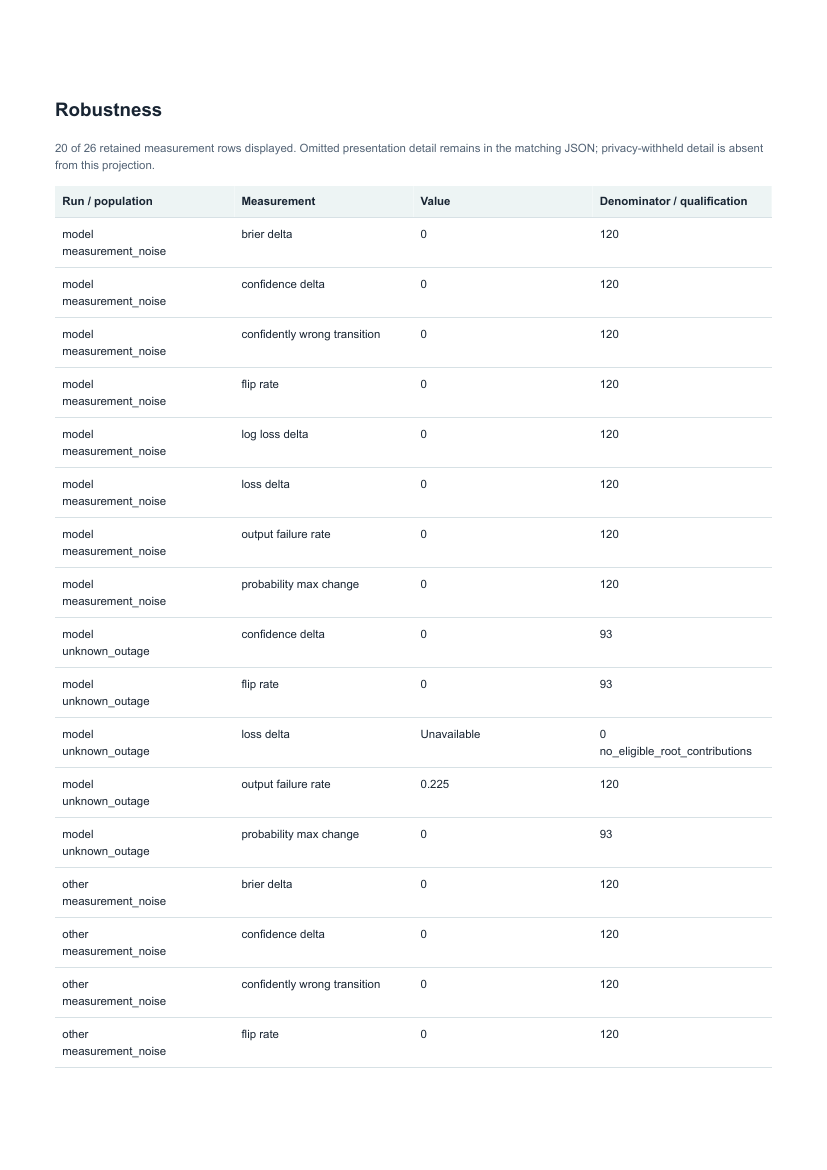 Robustness
20 of 26 retained measurement rows displayed. Omitted presentation detail remains in the matching JSON; privacy-withheld detail is absent
from this projection.
Run / population Measurement Value Denominator / qualification
model brier delta 0 120
measurement_noise
model confidence delta 0 120
measurement_noise
model confidently wrong transition 0 120
measurement_noise
model flip rate 0 120
measurement_noise
model log loss delta 0 120
measurement_noise
model loss delta 0 120
measurement_noise
model output failure rate 0 120
measurement_noise
model probability max change 0 120
measurement_noise
model confidence delta 0 93
unknown_outage
model flip rate 0 93
unknown_outage
model loss delta Unavailable 0
unknown_outage no_eligible_root_contributions
model output failure rate 0.225 120
unknown_outage
model probability max change 0 93
unknown_outage
other brier delta 0 120
measurement_noise
other confidence delta 0 120
measurement_noise
other confidently wrong transition 0 120
measurement_noise
other flip rate 0 120
measurement_noise